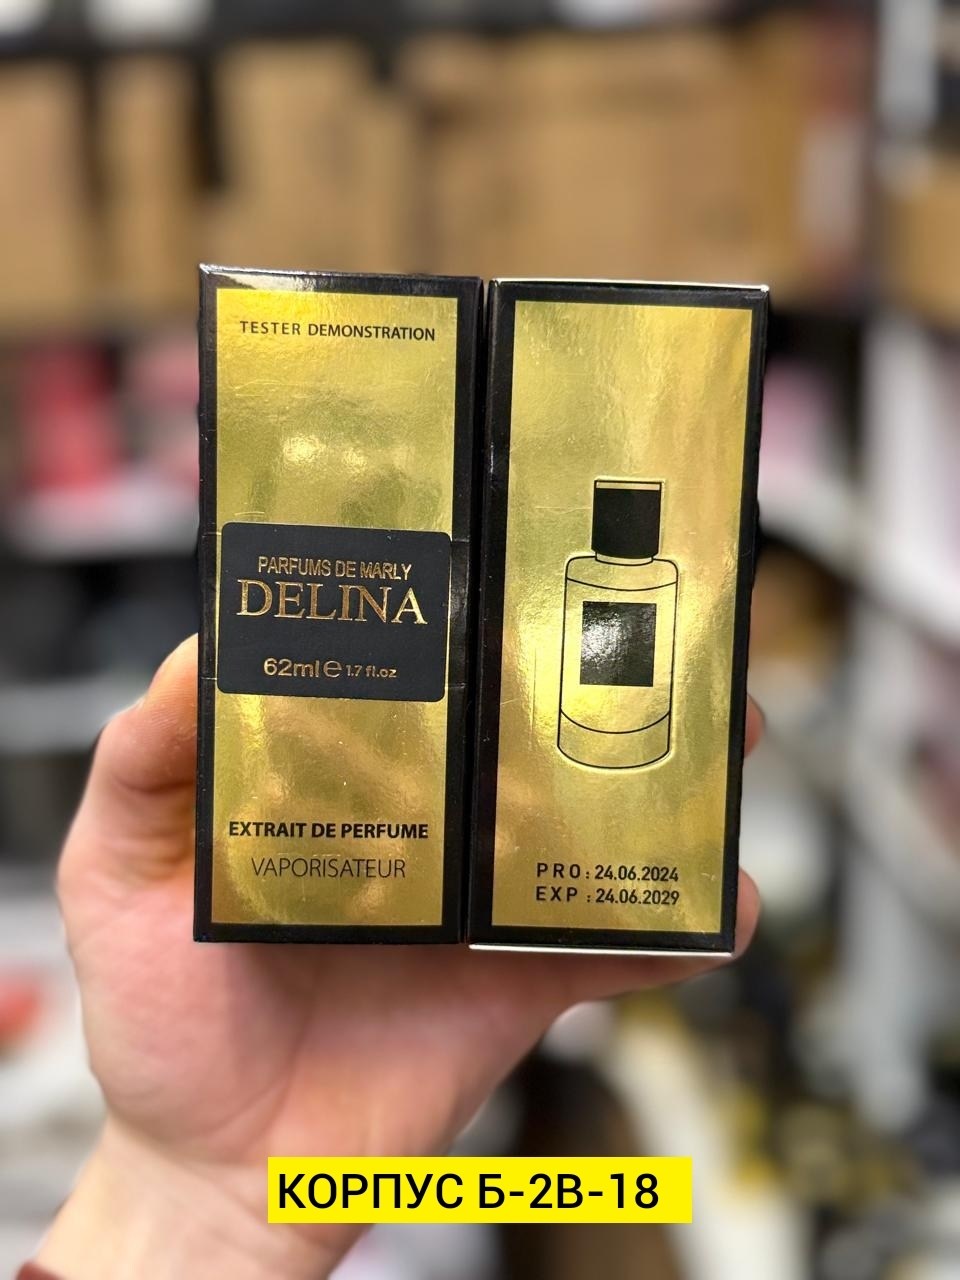 TESTER DEMONSTRATION
PARFUMS DE MARLY
DELINA
62ml e 1.7 fl.oz
EXTRAIT DE PERFUME
VAPORISATEUR
PRO: 24.06.2024
EXP: 24.06.2029
КОРПУС Б-2В-18